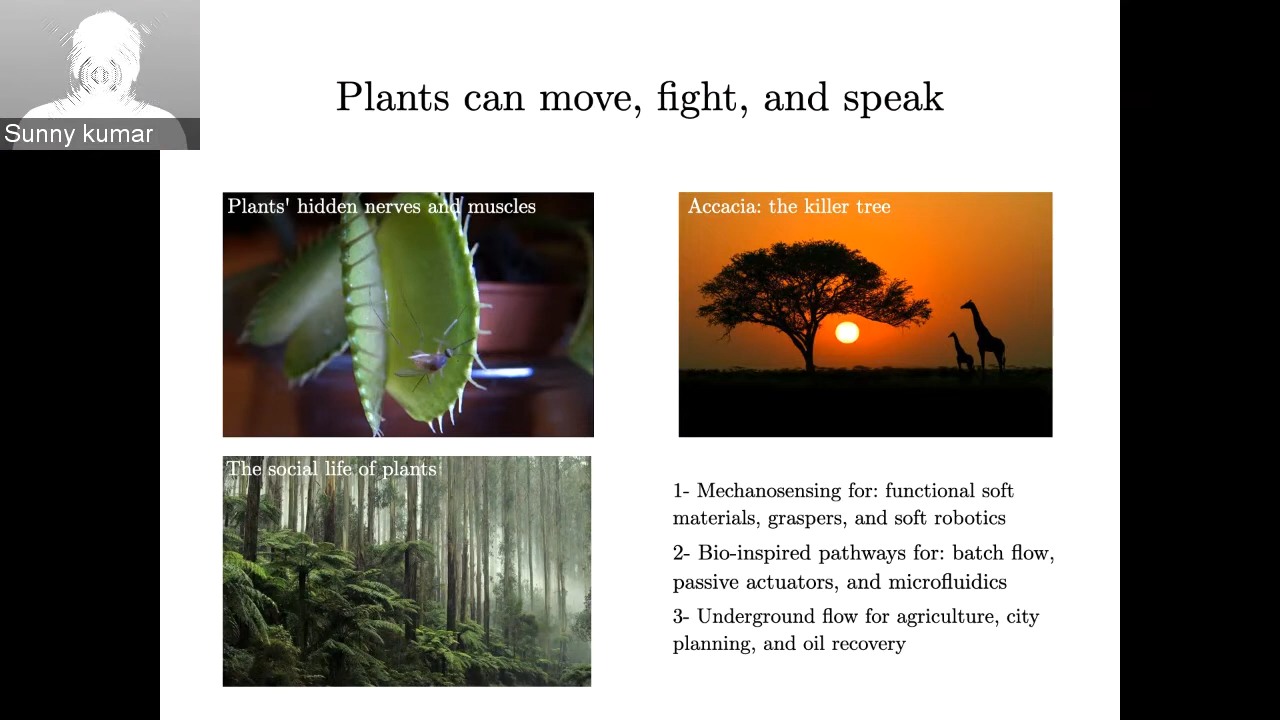 Sunny kumar
Plants can move, fight, and speak
Plants' hidden nerves and muscles
Accacia: the killer tree
The social life of plants
1- Mechanosensing for: functional soft
materials, graspers, and soft robotics
2- Bio-inspired pathways for: batch flow,
passive actuators, and microfluidics
3- Underground flow for agriculture, city
planning, and oil recovery